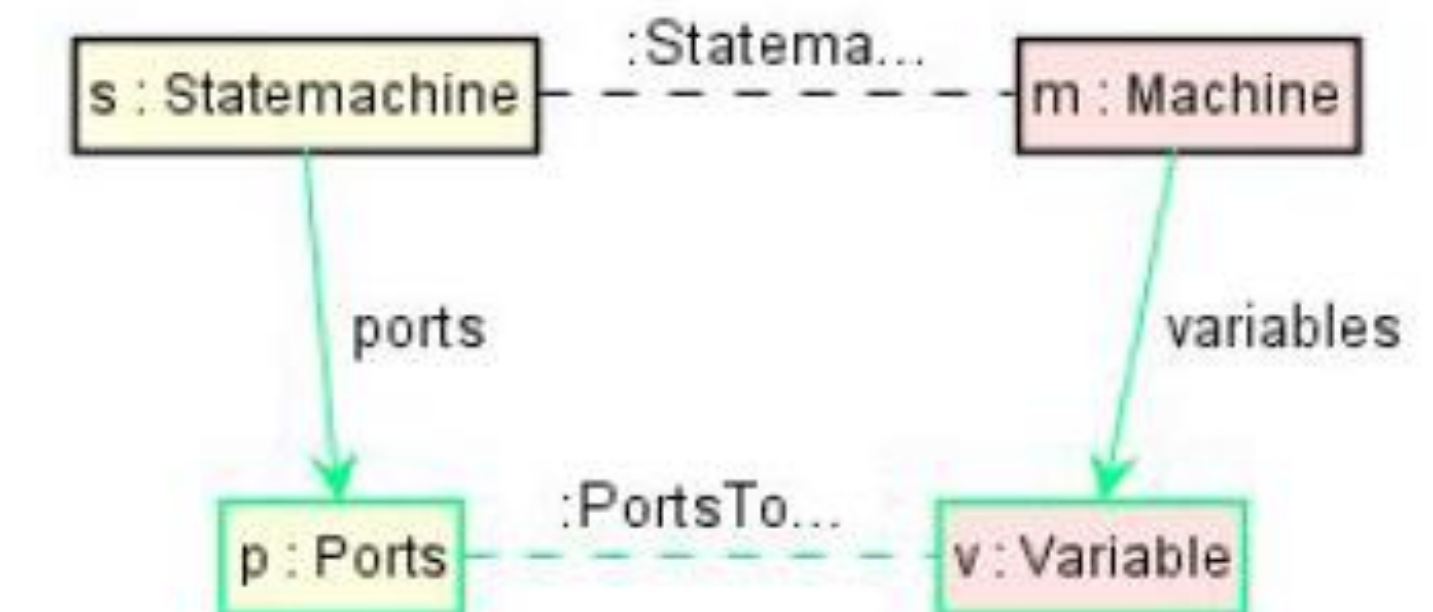 :Statema...
s : Statemachine
m : Machine
ports
variables
:PortsTo...
p : Ports
v : Variable